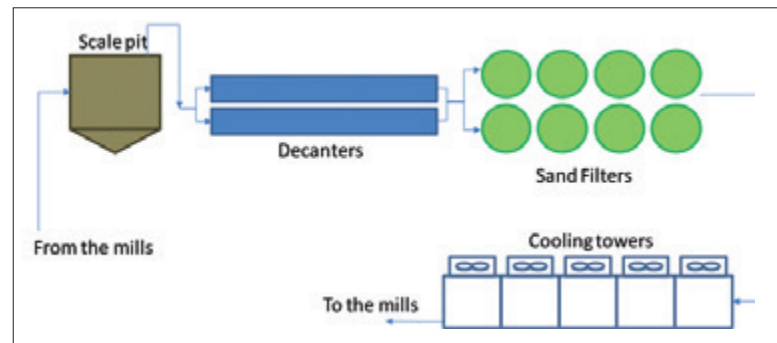 Scale pit
Decanters
Sand Filters
From the mills
Cooling towers
To the mills